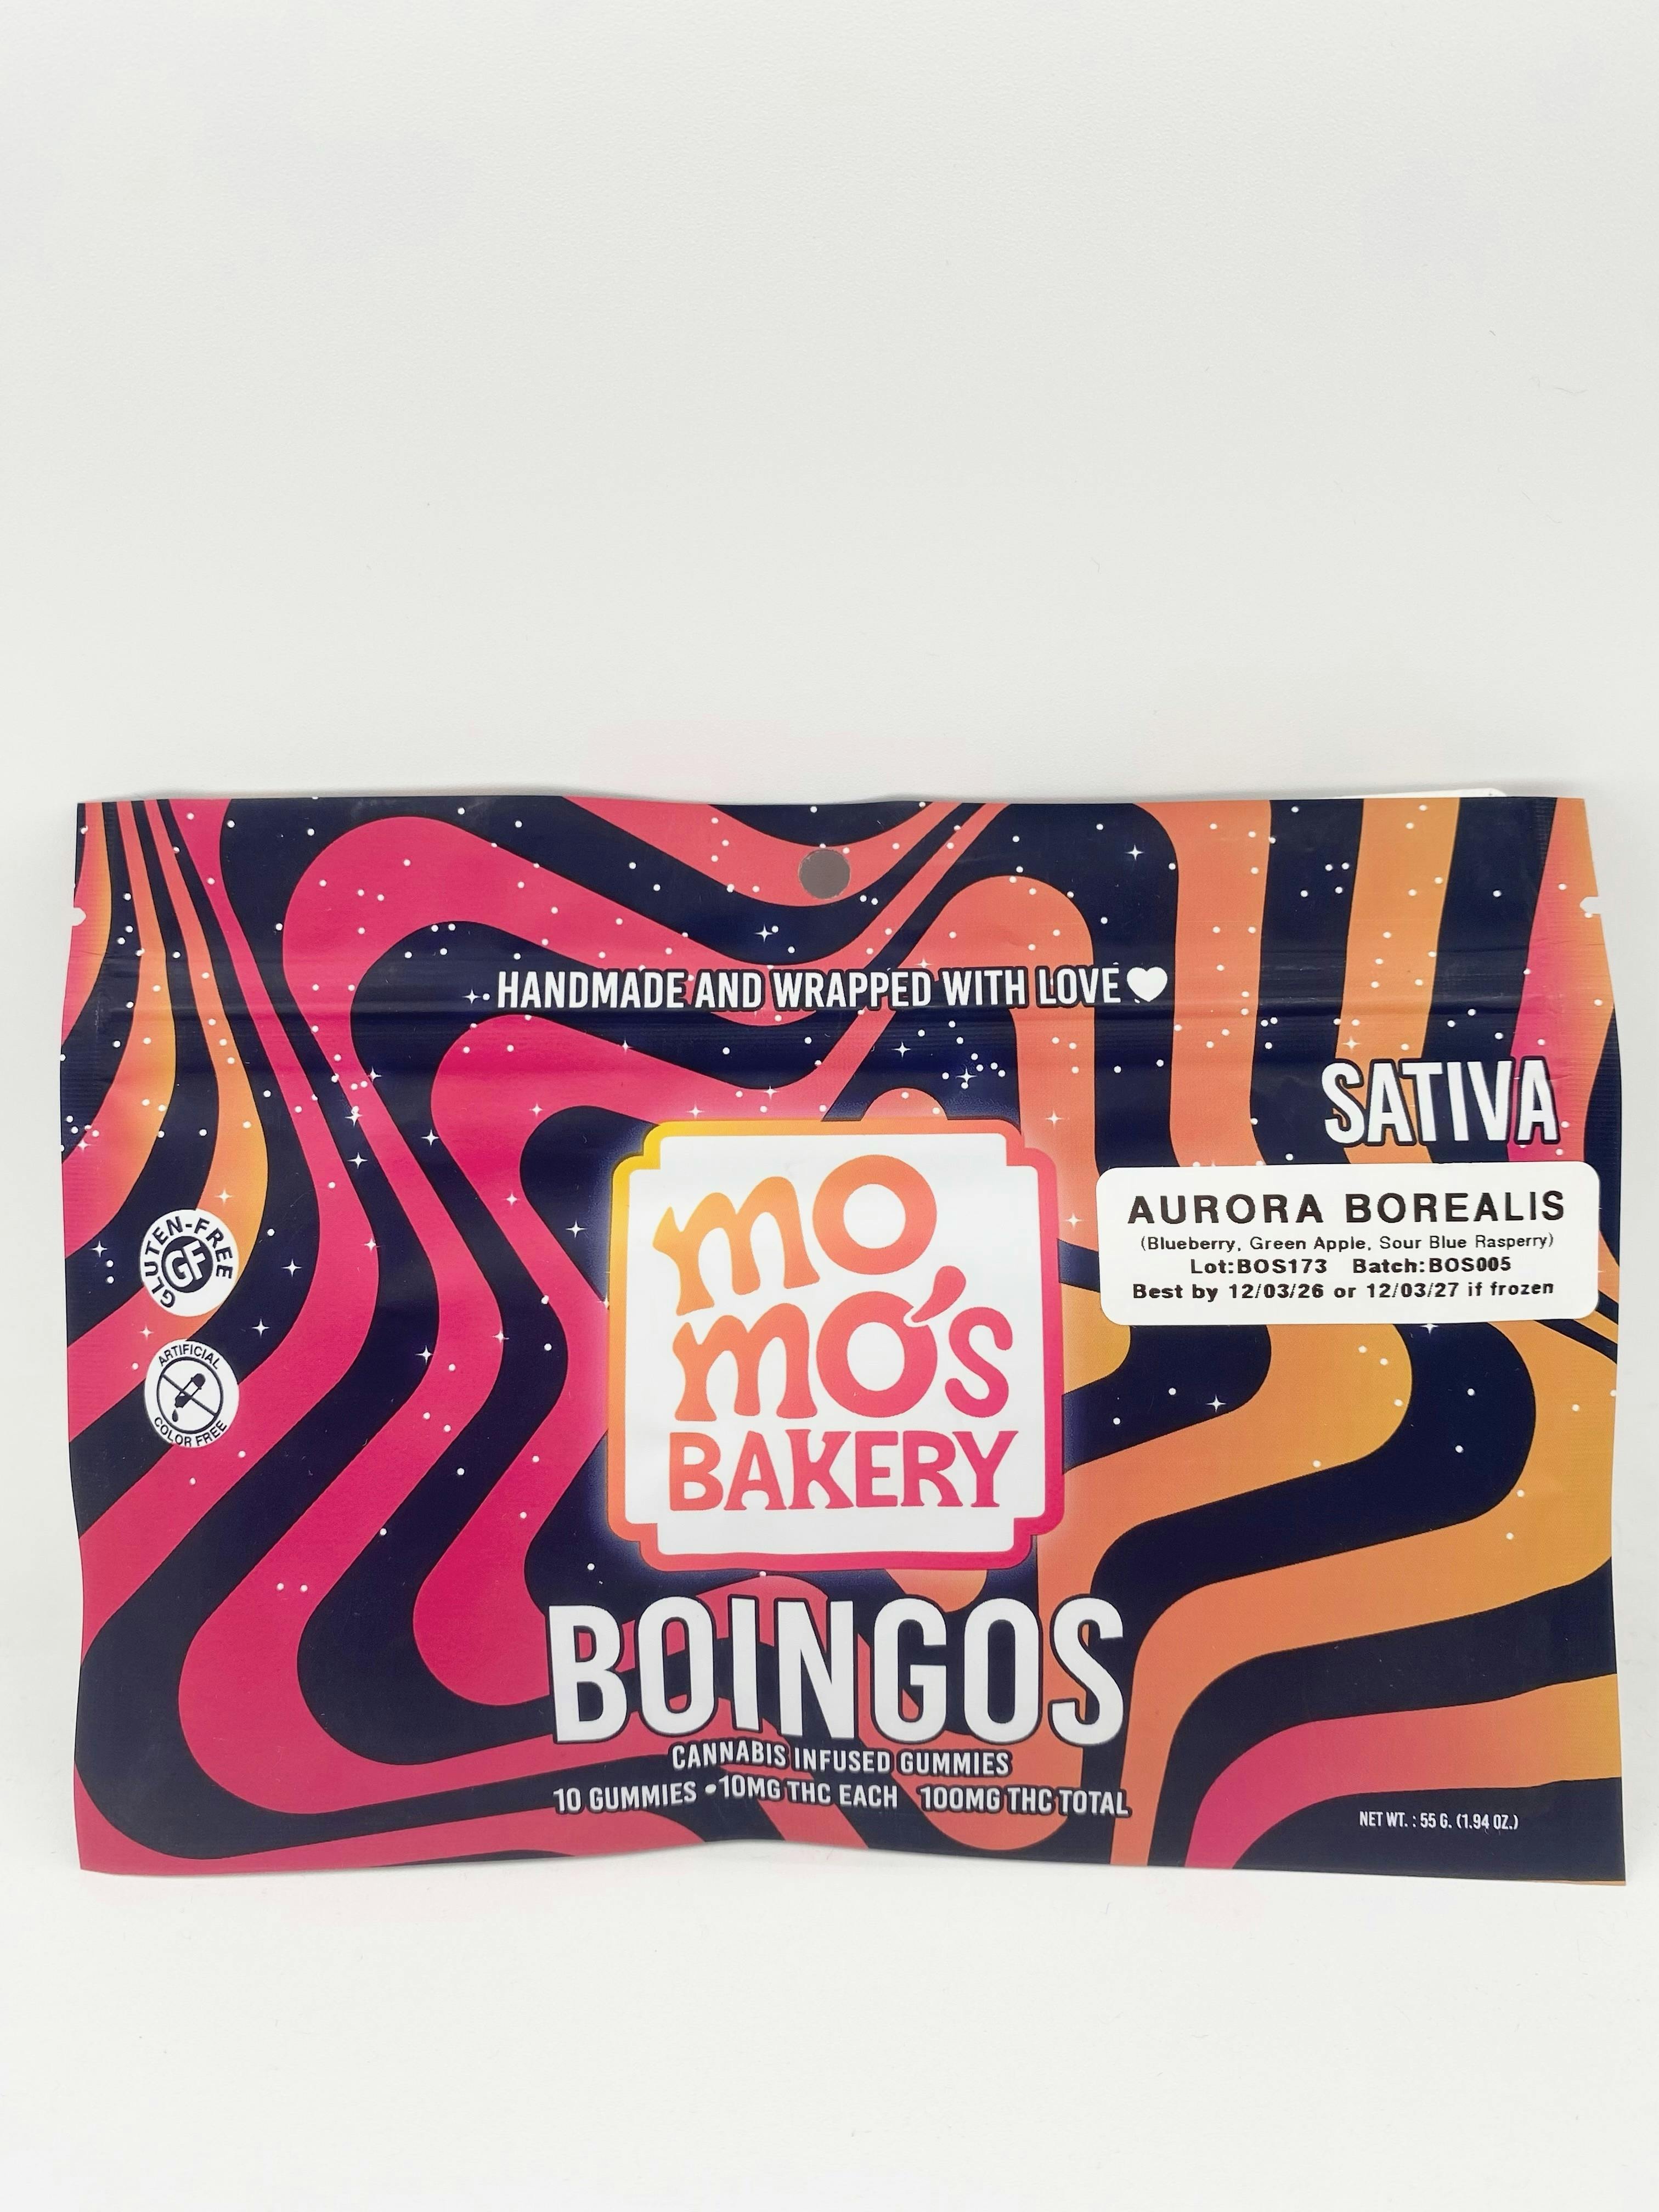 HANDMADE AND WRAPPED WITH LOVE
SATIVA
AURORA BOREALIS
(Blueberry, Green Apple, Sour Blue Rasperry)
Lot:BOS173 Batch:BOS005
Best by 12/03/26 or 12/03/27 if frozen
GLUTEN-FREE
GF
ARTIFICIAL
COLOR FREE
mo
mo's
BAKERY
BOINGOS
CANNABIS INFUSED GUMMIES
10 GUMMIES • 10MG THC EACH 100MG THC TOTAL
NET WT. : 55 G. (1.94 OZ.)